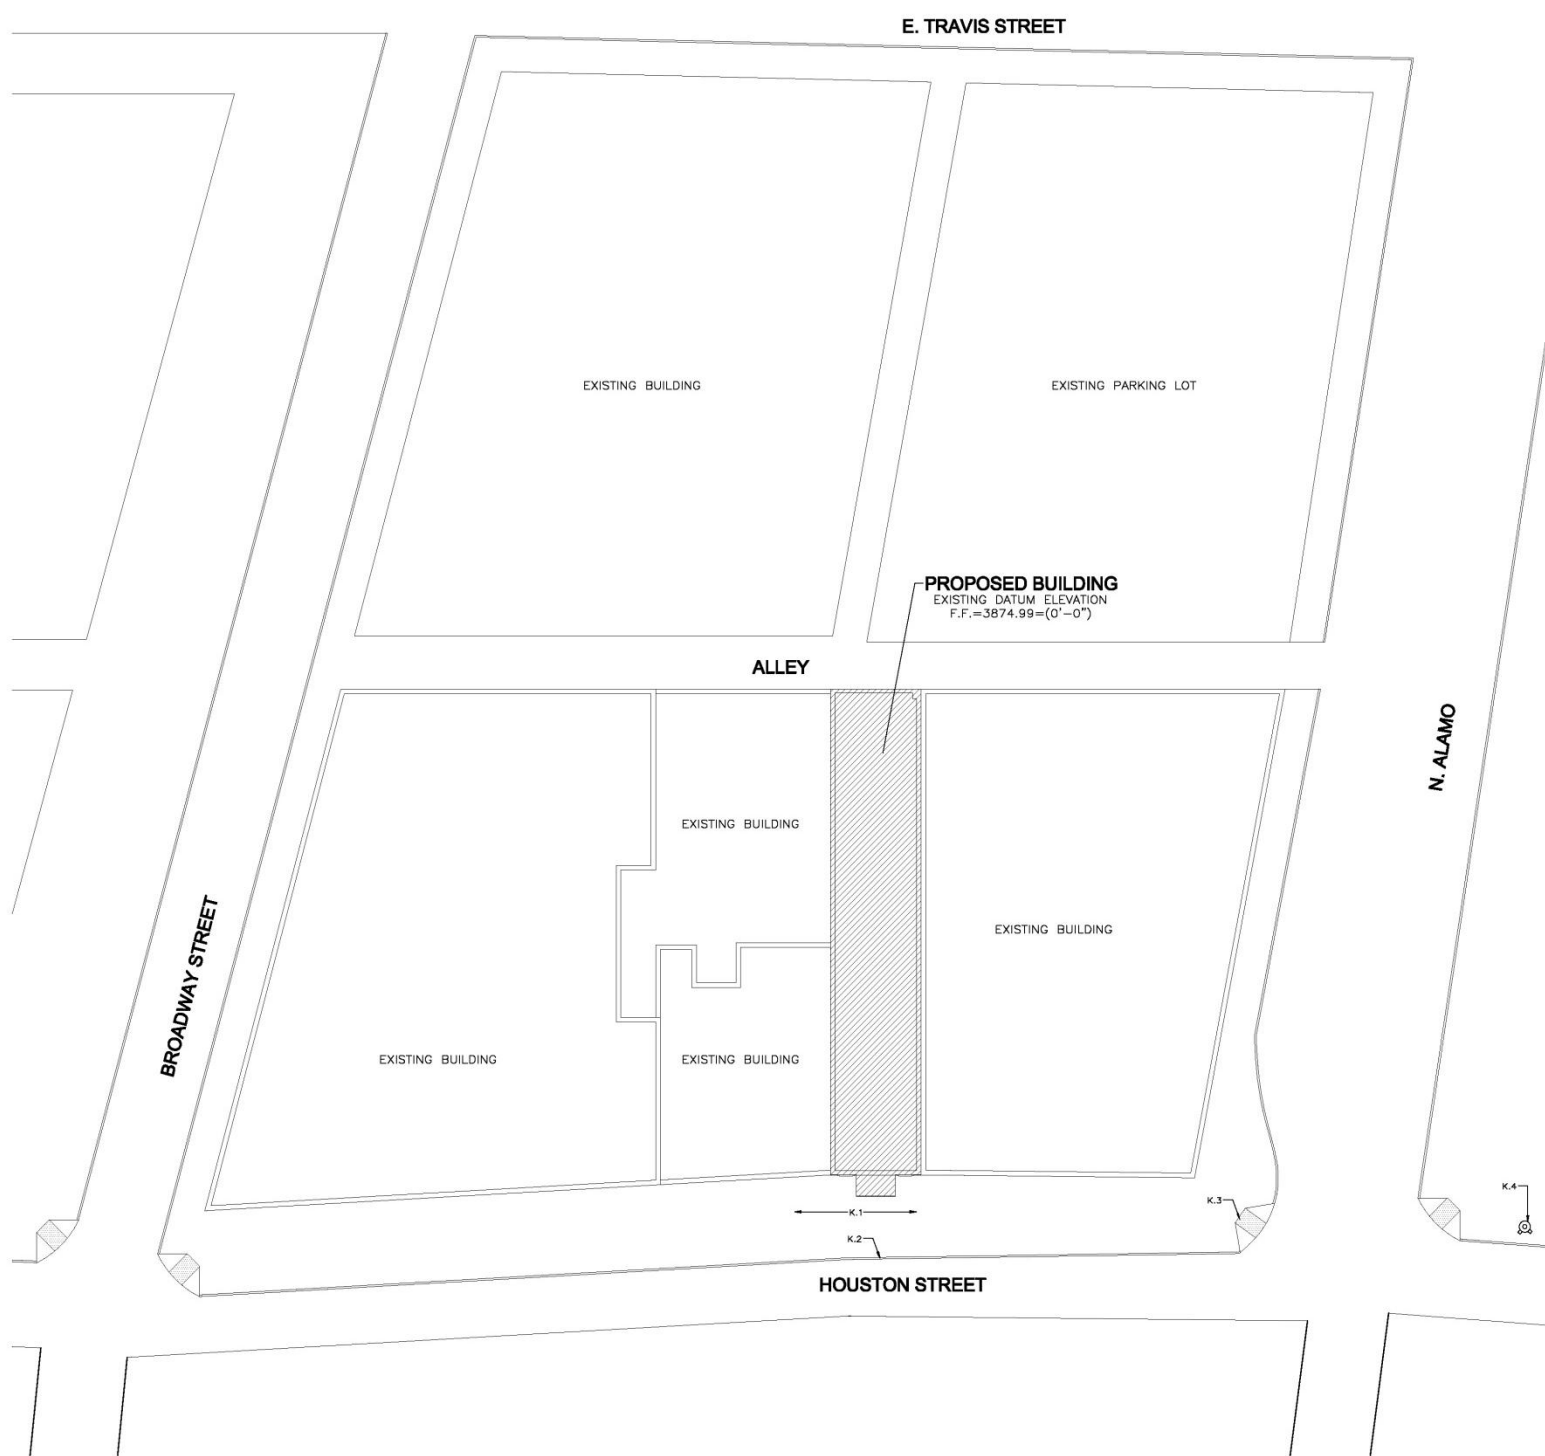 E. TRAVIS STREET
EXISTING BUILDING
EXISTING PARKING LOT
PROPOSED BUILDING
EXISTING DATUM ELEVATION
F.F.=3874.99=(0'-0")
ALLEY
N. ALAMO
EXISTING BUILDING
BROADWAY STREET
EXISTING BUILDING
EXISTING BUILDING
EXISTING BUILDING
K.1
K.2
K.3
K.4
HOUSTON STREET